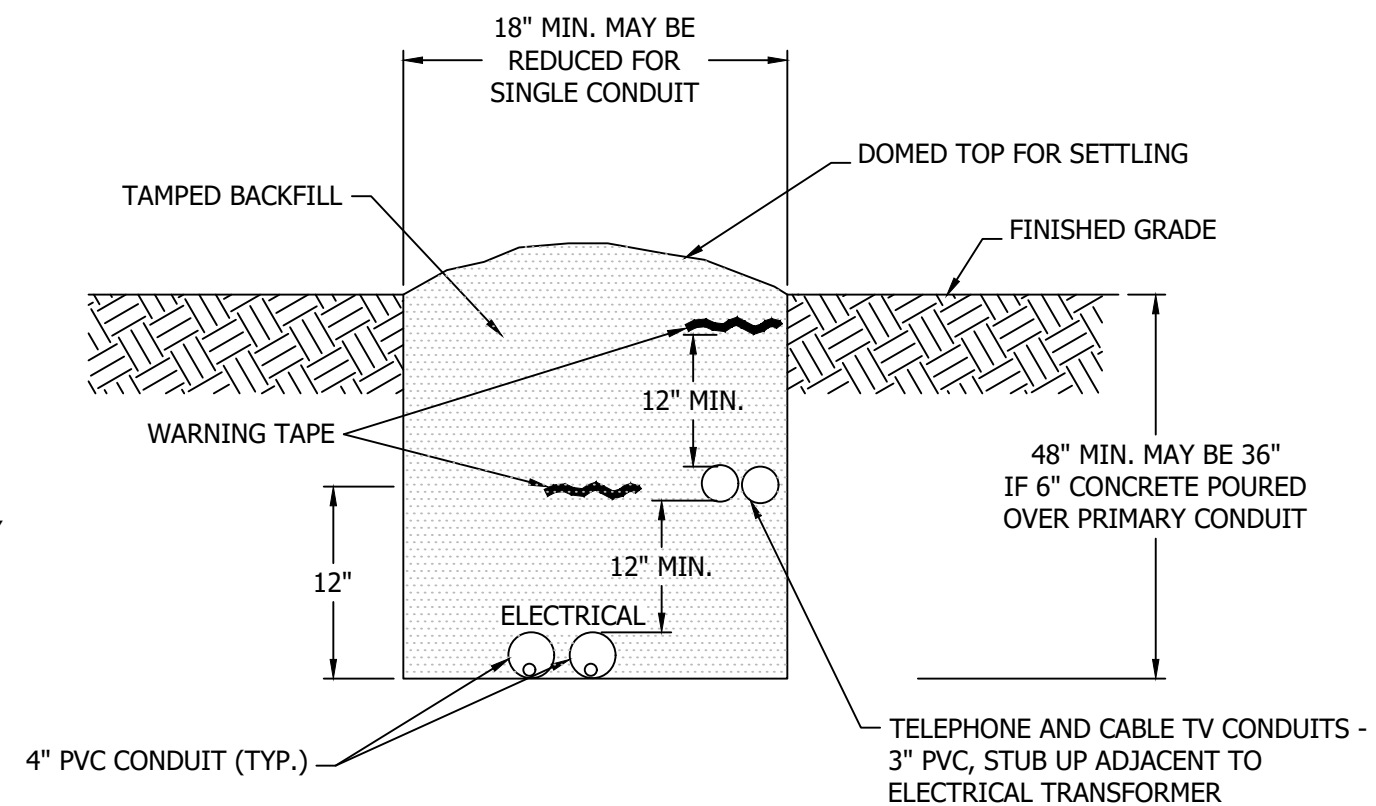 18" MIN. MAY BE
REDUCED FOR
SINGLE CONDUIT
DOMED TOP FOR SETTLING
TAMPED BACKFILL
FINISHED GRADE
12" MIN.
WARNING TAPE
48" MIN. MAY BE 36"
IF 6" CONCRETE POURED
OVER PRIMARY CONDUIT
12" MIN.
12"
ELECTRICAL
TELEPHONE AND CABLE TV CONDUITS -
3" PVC, STUB UP ADJACENT TO
ELECTRICAL TRANSFORMER
4" PVC CONDUIT (TYP.)